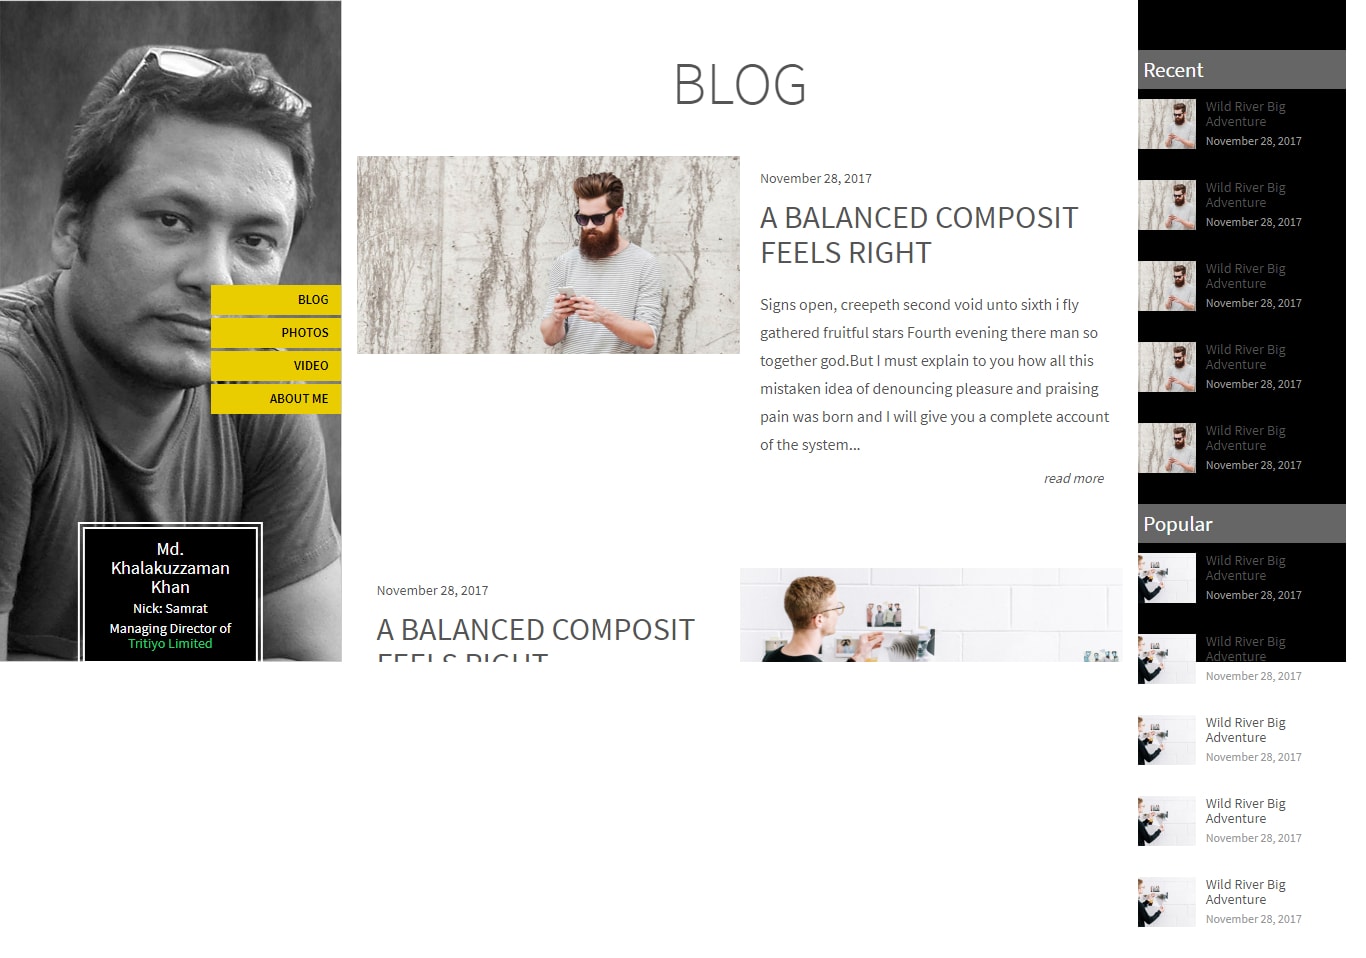 BLOG
PHOTOS
VIDEO
ABOUT ME
Md.
Khalakuzzaman
Khan
Nick: Samrat
Managing Director of
Tritiyo Limited
BLOG
November 28, 2017
A BALANCED COMPOSIT
FEELS RIGHT
Signs open, creepeth second void unto sixth i fly
gathered fruitful stars Fourth evening there man so
together god.But I must explain to you how all this
mistaken idea of denouncing pleasure and praising
pain was born and I will give you a complete account
of the system...
read more
November 28, 2017
A BALANCED COMPOSIT
FEELS RIGHT
Recent
Wild River Big
Adventure
November 28, 2017
Wild River Big
Adventure
November 28, 2017
Wild River Big
Adventure
November 28, 2017
Wild River Big
Adventure
November 28, 2017
Wild River Big
Adventure
November 28, 2017
Popular
Wild River Big
Adventure
November 28, 2017
Wild River Big
Adventure
November 28, 2017
Wild River Big
Adventure
November 28, 2017
Wild River Big
Adventure
November 28, 2017
Wild River Big
Adventure
November 28, 2017